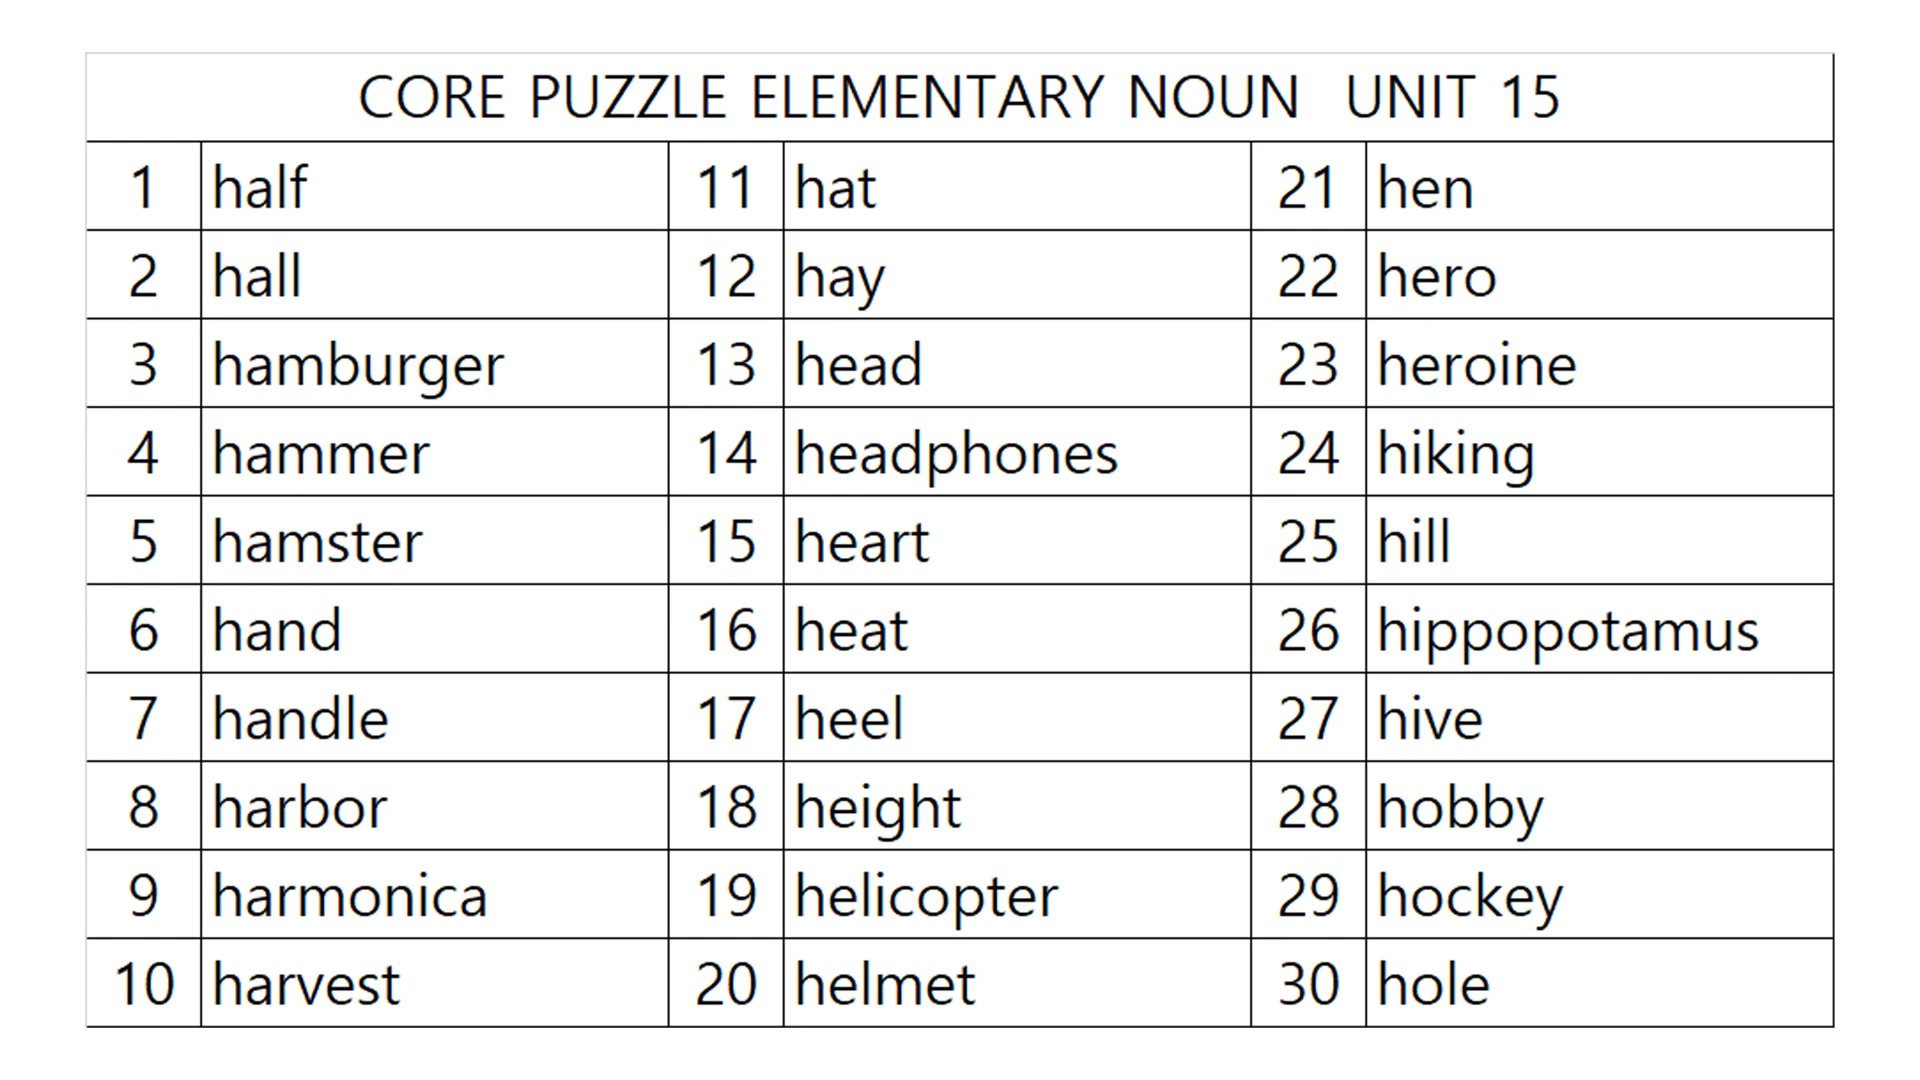 CORE PUZZLE ELEMENTARY NOUN UNIT 15
1 half 11 hat 21 hen
2 hall 12 hay 22 hero
3 hamburger 13 head 23 heroine
4 hammer 14 headphones 24 hiking
5 hamster 15 heart 25 hill
6 hand 16 heat 26 hippopotamus
7 handle 17 heel 27 hive
8 harbor 18 height 28 hobby
9 harmonica 19 helicopter 29 hockey
10 harvest 20 helmet 30 hole